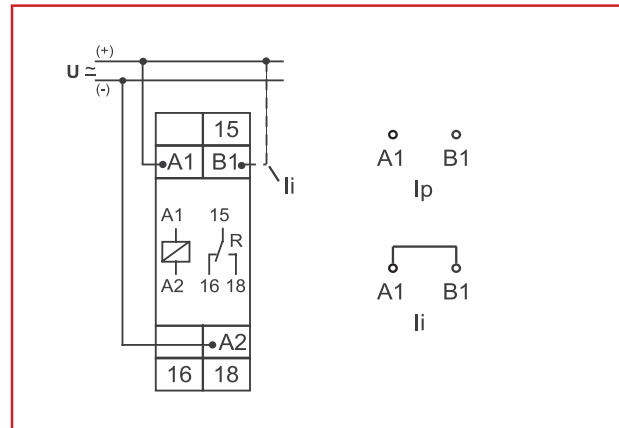 (+)
U ≂
(-)
15
A1 B1
Ii
A1 15
R
A2 16 18
A2
16 18
A1 B1
Ip
A1 B1
Ii